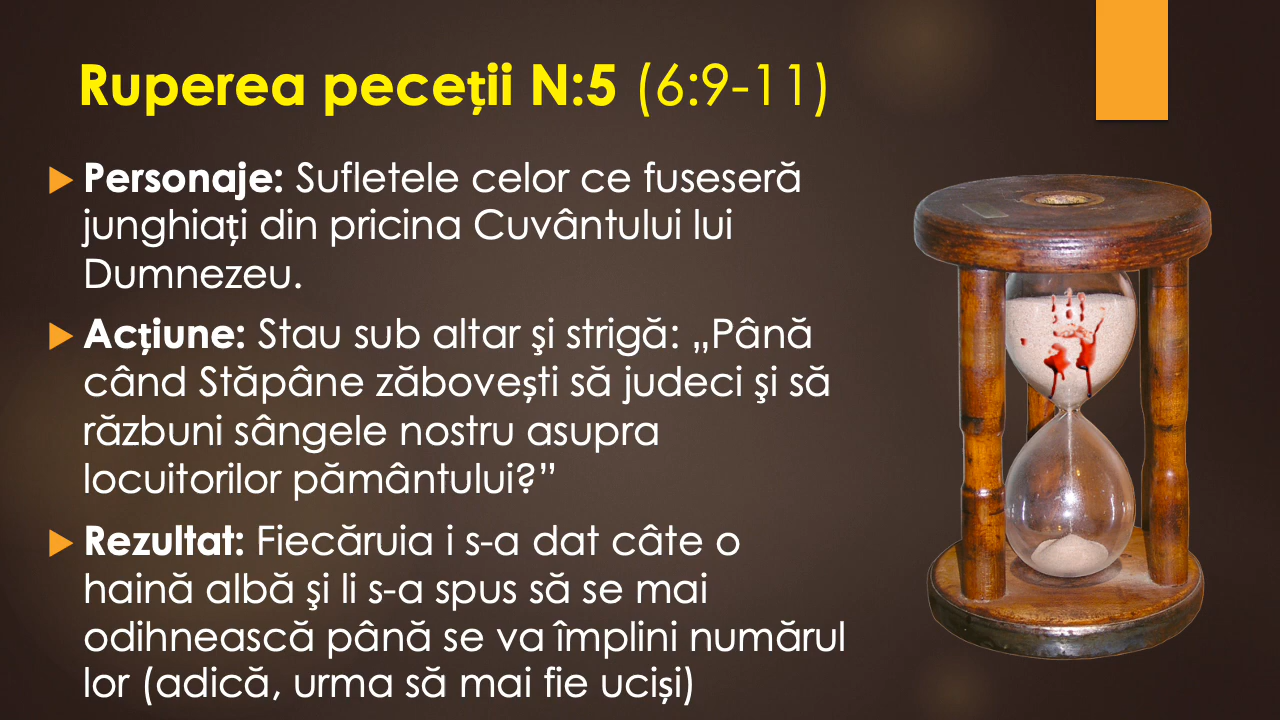 Ruperea peceții N:5 (6:9-11)
Personaje: Sufletele celor ce fuseseră
junghiați din pricina Cuvântului lui
Dumnezeu.
Acțiune: Stau sub altar şi strigă: „Până
când Stăpâne zăbovești să judeci şi să
răzbuni sângele nostru asupra
locuitorilor pământului?”
Rezultat: Fiecăruia i s-a dat câte o
haină albă şi li s-a spus să se mai
odihnească până se va împlini numărul
lor (adică, urma să mai fie uciși)